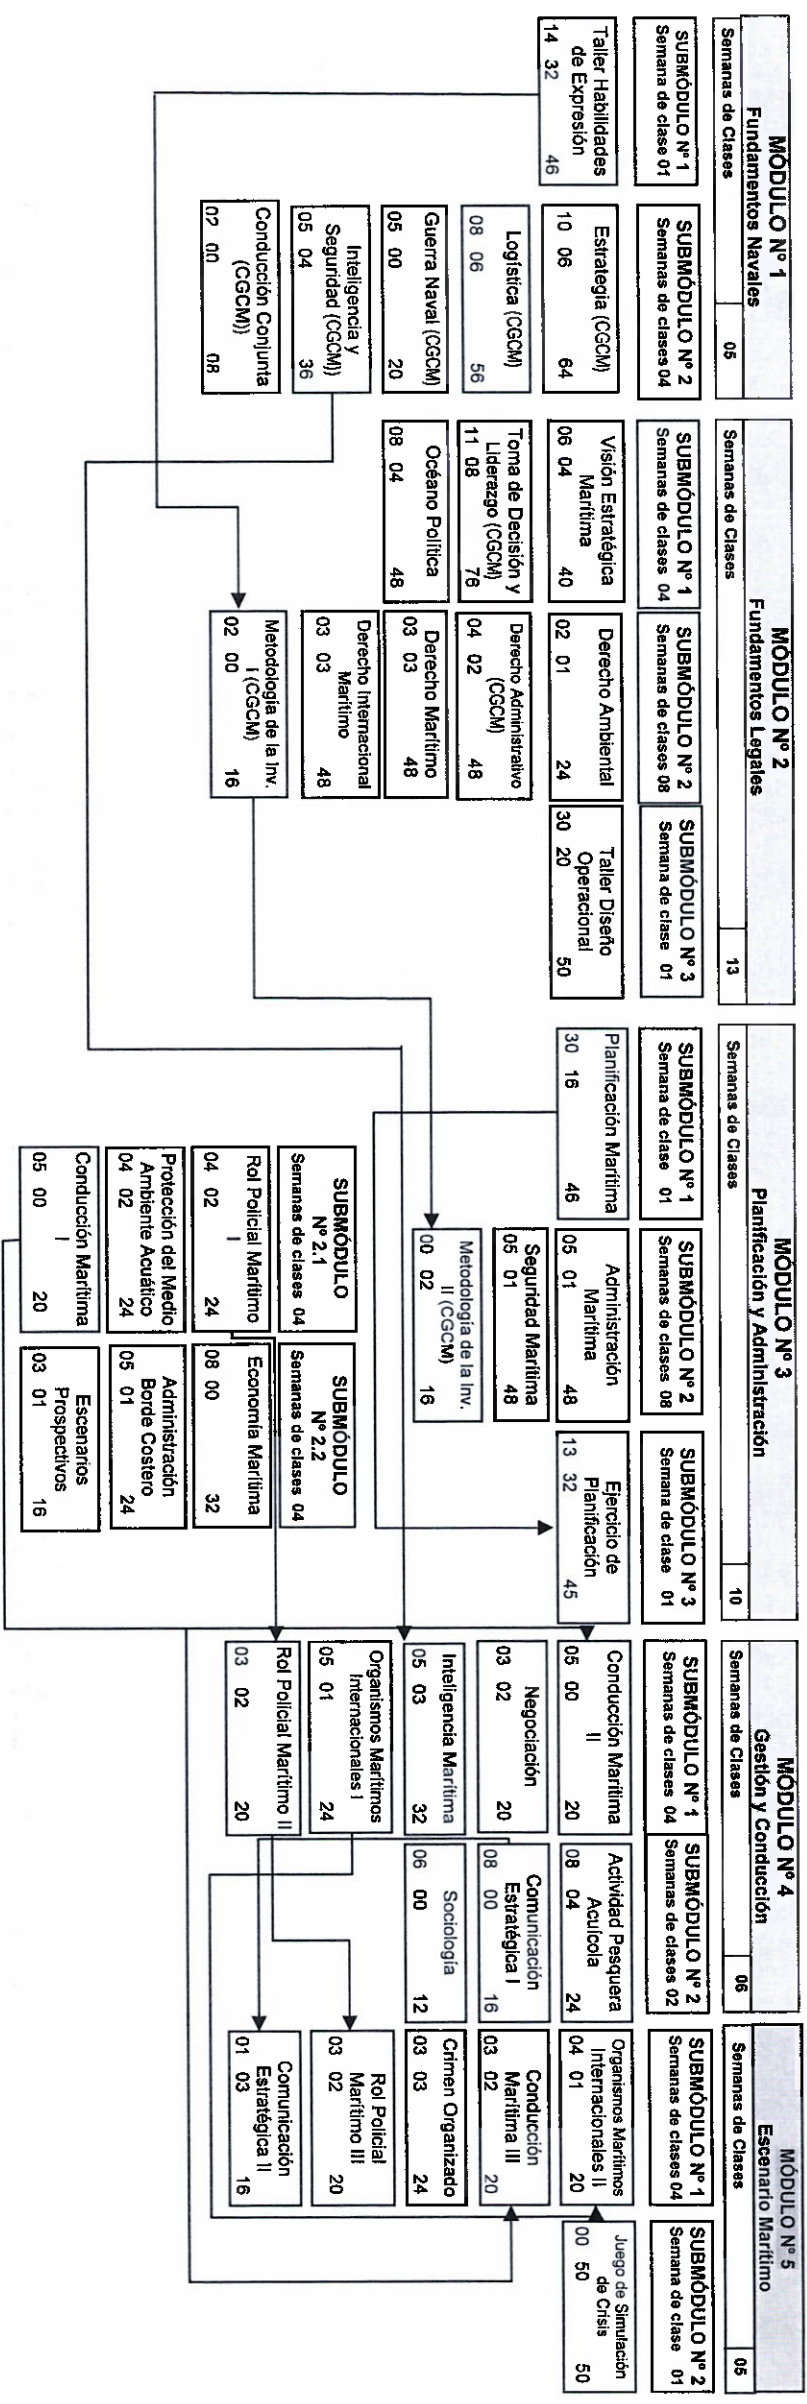 MÓDULO Nº 1
Fundamentos Navales
Semanas de Clases 05
SUBMÓDULO Nº 1
Semana de clase 01
Taller Habilidades
de Expresión
14 32 46
SUBMÓDULO Nº 2
Semanas de clases 04
Estrategia (CGCM)
10 06 64
Logística (CGCM)
08 06 56
Guerra Naval (CGCM)
05 00 20
Inteligencia y
Seguridad (CGCM))
05 04 36
Conducción Conjunta
(CGCM))
02 00 08
MÓDULO Nº 2
Fundamentos Legales
Semanas de Clases 13
SUBMÓDULO Nº 1
Semanas de clases 04
Visión Estratégica
Marítima
06 04 40
Toma de Decisión y
Liderazgo (CGCM)
11 08 76
Océano Política
08 04 48
SUBMÓDULO Nº 2
Semanas de clases 08
Derecho Ambiental
02 01 24
Derecho Administrativo
(CGCM)
04 02 48
Derecho Marítimo
03 03 48
Derecho Internacional
Marítimo
03 03 48
Metodología de la Inv.
I (CGCM)
02 00 16
SUBMÓDULO Nº 3
Semana de clase 01
Taller Diseño
Operacional
30 20 50
MÓDULO Nº 3
Planificación y Administración
Semanas de Clases 10
SUBMÓDULO Nº 1
Semana de clase 01
Planificación Marítima
30 16 46
SUBMÓDULO Nº 2
Semanas de clases 08
Administración
Marítima
05 01 48
Seguridad Marítima
05 01 48
Metodología de la Inv.
II (CGCM)
00 02 16
SUBMÓDULO Nº 3
Semana de clase 01
Ejercicio de
Planificación
13 32 45
SUBMÓDULO
Nº 2.1
Semanas de clases 04
Rol Policial Marítimo
I
04 02 24
Protección del Medio
Ambiente Acuático
04 02 24
Conducción Marítima
I
05 00 20
SUBMÓDULO
Nº 2.2
Semanas de clases 04
Economía Marítima
08 00 32
Administración
Borde Costero
05 01 24
Escenarios
Prospectivos
03 01 16
MÓDULO Nº 4
Gestión y Conducción
Semanas de Clases 06
SUBMÓDULO Nº 1
Semanas de clases 04
Conducción Marítima
II
05 00 20
Negociación
03 02 20
Inteligencia Marítima
05 03 32
Organismos Marítimos
Internacionales I
05 01 24
Rol Policial Marítimo II
03 02 20
SUBMÓDULO Nº 2
Semanas de clases 02
Actividad Pesquera
Acuícola
08 04 24
Comunicación
Estratégica I
08 00 16
Sociología
06 00 12
MÓDULO Nº 5
Escenario Marítimo
Semanas de Clases 05
SUBMÓDULO Nº 1
Semanas de clases 04
Organismos Marítimos
Internacionales II
04 01 20
Conducción
Marítima III
03 02 20
Crimen Organizado
03 03 24
Rol Policial
Marítimo III
03 02 20
Comunicación
Estratégica II
01 03 16
SUBMÓDULO Nº 2
Semana de clase 01
Juego de Simulación
de Crisis
00 50 50